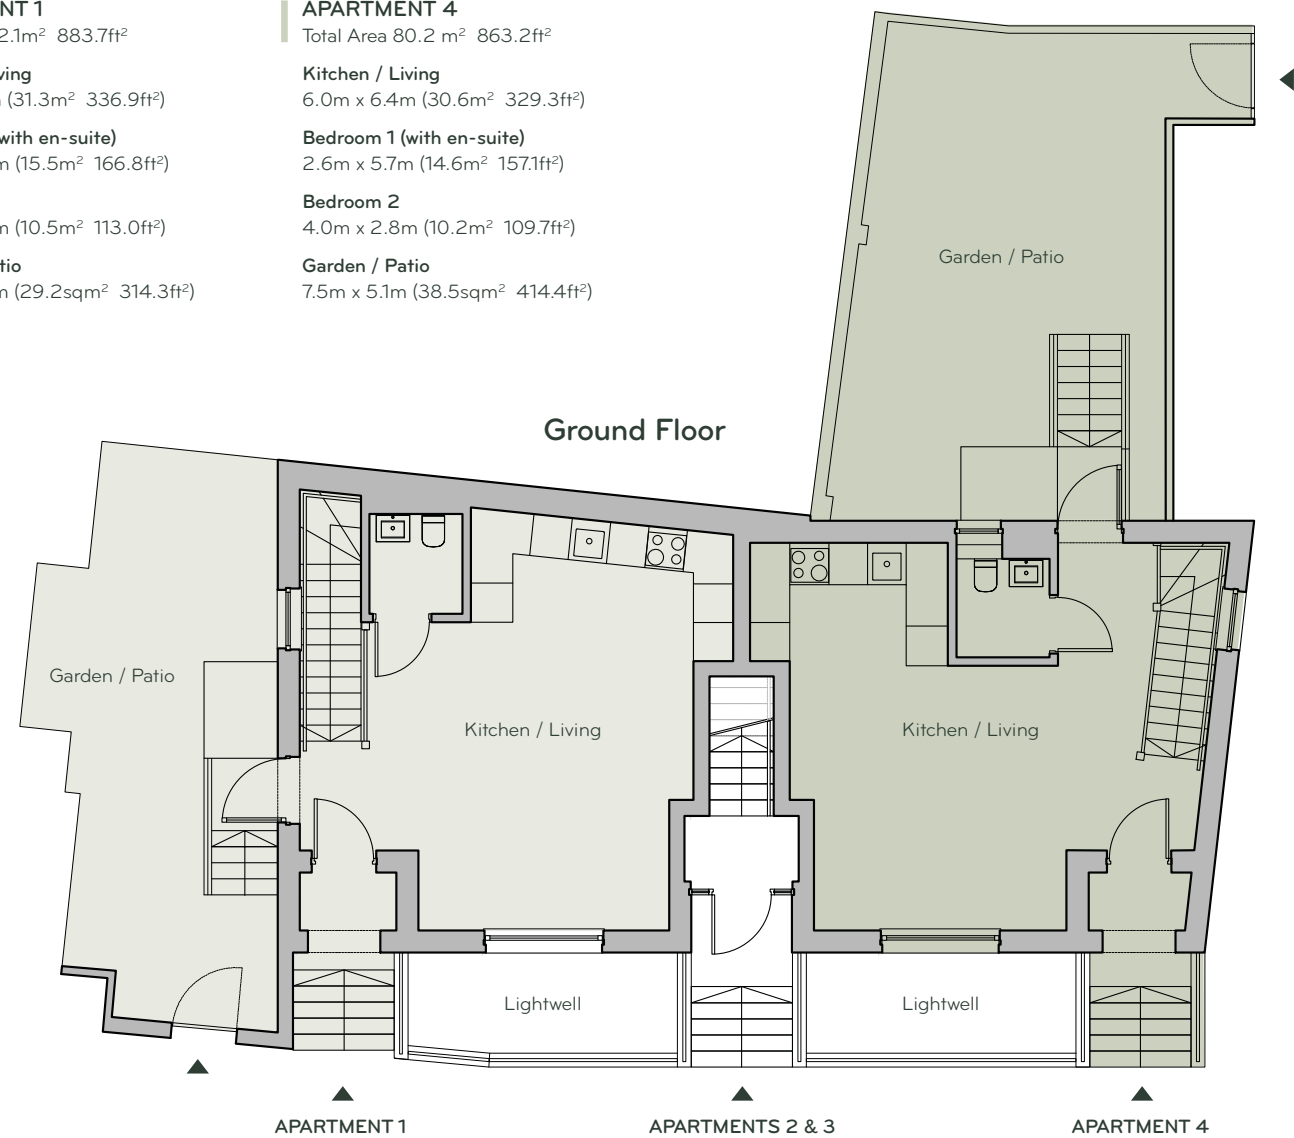 NT 1
2.1m² 883.7ft²
ving
(31.3m² 336.9ft²)
with en-suite)
m (15.5m² 166.8ft²)
m (10.5m² 113.0ft²)
tio
m (29.2sqm² 314.3ft²)
APARTMENT 4
Total Area 80.2 m² 863.2ft²
Kitchen / Living
6.0m x 6.4m (30.6m² 329.3ft²)
Bedroom 1 (with en-suite)
2.6m x 5.7m (14.6m² 157.1ft²)
Bedroom 2
4.0m x 2.8m (10.2m² 109.7ft²)
Garden / Patio
7.5m x 5.1m (38.5sqm² 414.4ft²)
Garden / Patio
Ground Floor
Garden / Patio
Kitchen / Living
Kitchen / Living
Lightwell
Lightwell
APARTMENT 1
APARTMENTS 2 & 3
APARTMENT 4